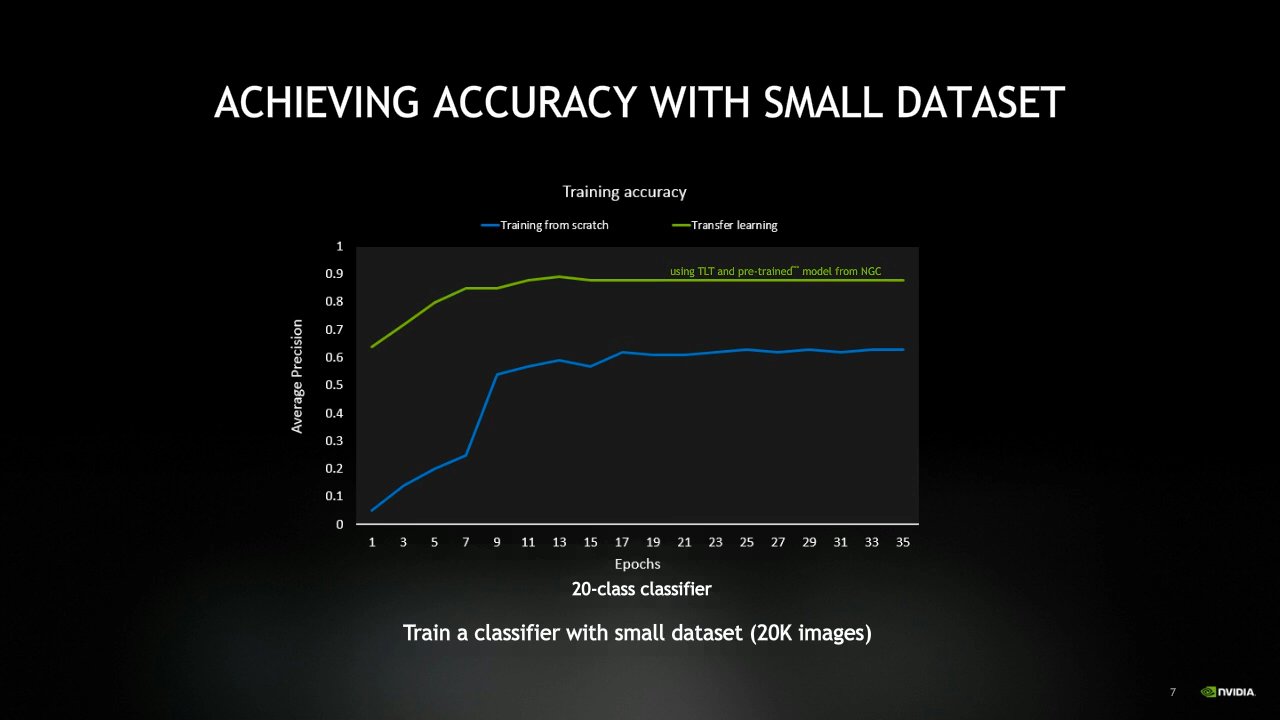 ACHIEVING ACCURACY WITH SMALL DATASET
Training accuracy
Training from scratch
Transfer learning
using TLT and pre-trained** model from NGC
Average Precision
1
0.9
0.8
0.7
0.6
0.5
0.4
0.3
0.2
0.1
0
1 3 5 7 9 11 13 15 17 19 21 23 25 27 29 31 33 35
Epochs
20-class classifier
Train a classifier with small dataset (20K images)
7
NVIDIA.